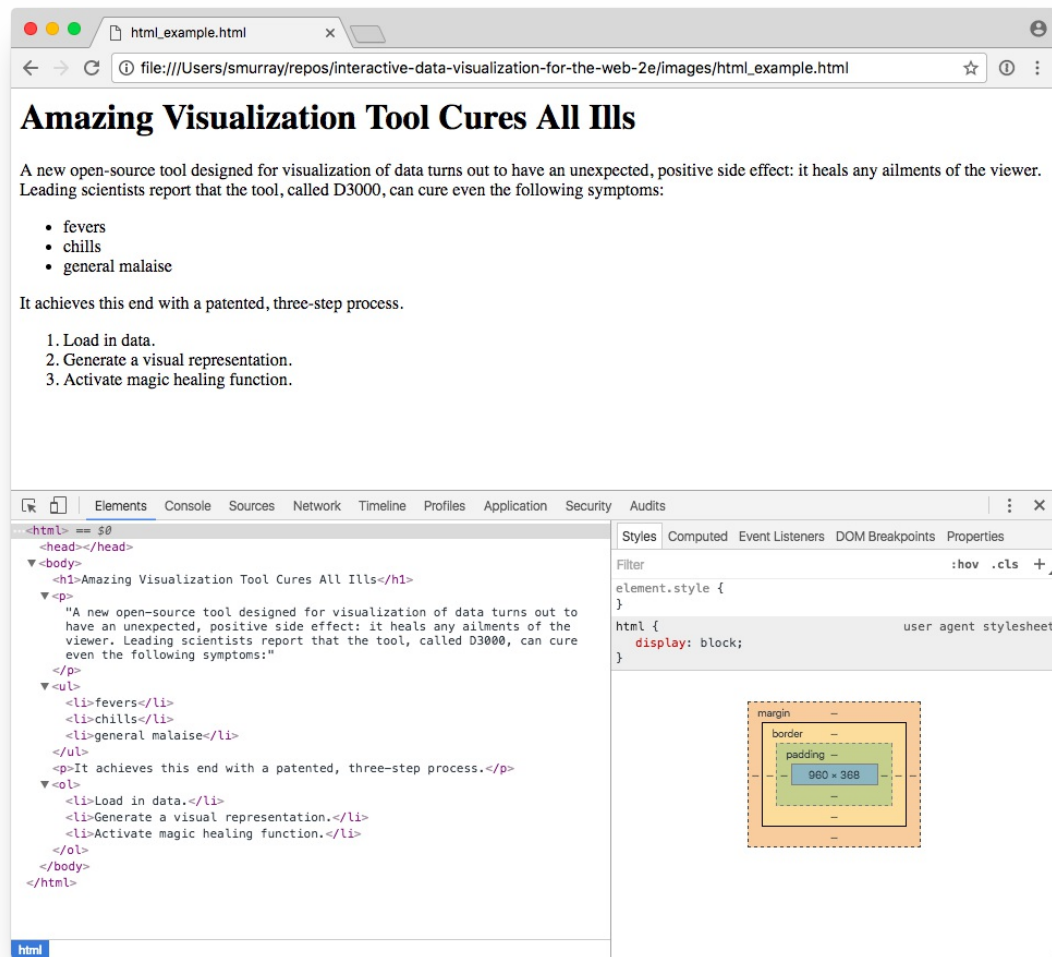 html_example.html
file:///Users/smurray/repos/interactive-data-visualization-for-the-web-2e/images/html_example.html
Amazing Visualization Tool Cures All Ills
A new open-source tool designed for visualization of data turns out to have an unexpected, positive side effect: it heals any ailments of the viewer.
Leading scientists report that the tool, called D3000, can cure even the following symptoms:
• fevers
• chills
• general malaise
It achieves this end with a patented, three-step process.
1. Load in data.
2. Generate a visual representation.
3. Activate magic healing function.
Elements Console Sources Network Timeline Profiles Application Security Audits
…<html> == $0
<head></head>
▼<body>
<h1>Amazing Visualization Tool Cures All Ills</h1>
▼<p>
"A new open-source tool designed for visualization of data turns out to
have an unexpected, positive side effect: it heals any ailments of the
viewer. Leading scientists report that the tool, called D3000, can cure
even the following symptoms:"
</p>
▼<ul>
<li>fevers</li>
<li>chills</li>
<li>general malaise</li>
</ul>
<p>It achieves this end with a patented, three-step process.</p>
▼<ol>
<li>Load in data.</li>
<li>Generate a visual representation.</li>
<li>Activate magic healing function.</li>
</ol>
</body>
</html>
html
Styles Computed Event Listeners DOM Breakpoints Properties
Filter :hov .cls +
element.style {
}
html { user agent stylesheet
display: block;
}
margin –
border –
padding –
– – – 960 × 368 – – –
–
–
–